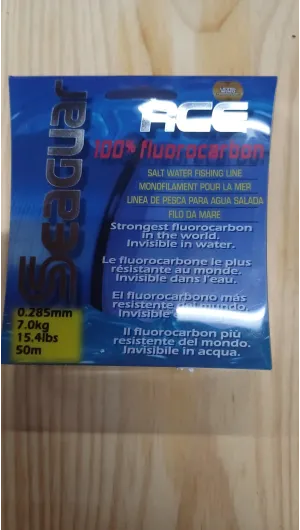 Seaguar
ACE
100% fluorocarbon
SALT WATER FISHING LINE
MONOFILAMENT POUR LA MER
LINEA DE PESCA PARA AGUA SALADA
FILO DA MARE
Strongest fluorocarbon
in the world.
Invisible in water.
Le fluorocarbone le plus
résistante au monde.
Invisible dans l'eau.
El fluorocarbono más
resistente del mundo.
Invisible
Il fluorocarbon più
resistente del mondo.
Invisibile in acqua.
0.285mm
7.0kg
15.4lbs
50m